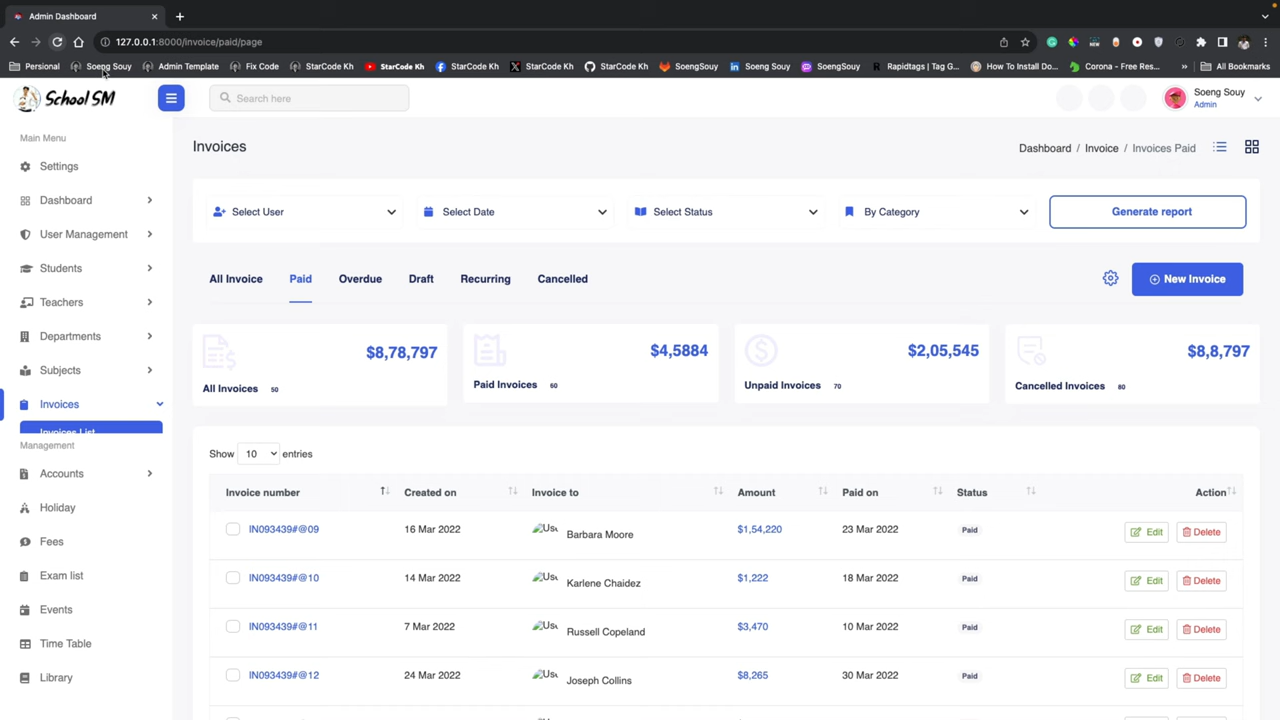 Admin Dashboard
127.0.0.1:8000/invoice/paid/page
Persional Soeng Souy Admin Template Fix Code StarCode Kh StarCode Kh StarCode Kh StarCode Kh StarCode Kh SoengSouy Soeng Souy SoengSouy Rapidtags | Tag G... How To Install Do... Corona - Free Res... » All Bookmarks
School SM
Search here
Soeng Souy
Admin
Main Menu
Settings
Dashboard
User Management
Students
Teachers
Departments
Subjects
Invoices
Invoices List
Management
Accounts
Holiday
Fees
Exam list
Events
Time Table
Library
Invoices
Dashboard / Invoice / Invoices Paid
Select User Select Date Select Status By Category Generate report
All Invoice Paid Overdue Draft Recurring Cancelled New Invoice
$8,78,797
All Invoices 50
$4,5884
Paid Invoices 60
$2,05,545
Unpaid Invoices 70
$8,8,797
Cancelled Invoices 80
Show 10 entries
Invoice number Created on Invoice to Amount Paid on Status Action
IN093439#@09 16 Mar 2022 Barbara Moore $1,54,220 23 Mar 2022 Paid Edit Delete
IN093439#@10 14 Mar 2022 Karlene Chaidez $1,222 18 Mar 2022 Paid Edit Delete
IN093439#@11 7 Mar 2022 Russell Copeland $3,470 10 Mar 2022 Paid Edit Delete
IN093439#@12 24 Mar 2022 Joseph Collins $8,265 30 Mar 2022 Paid Edit Delete